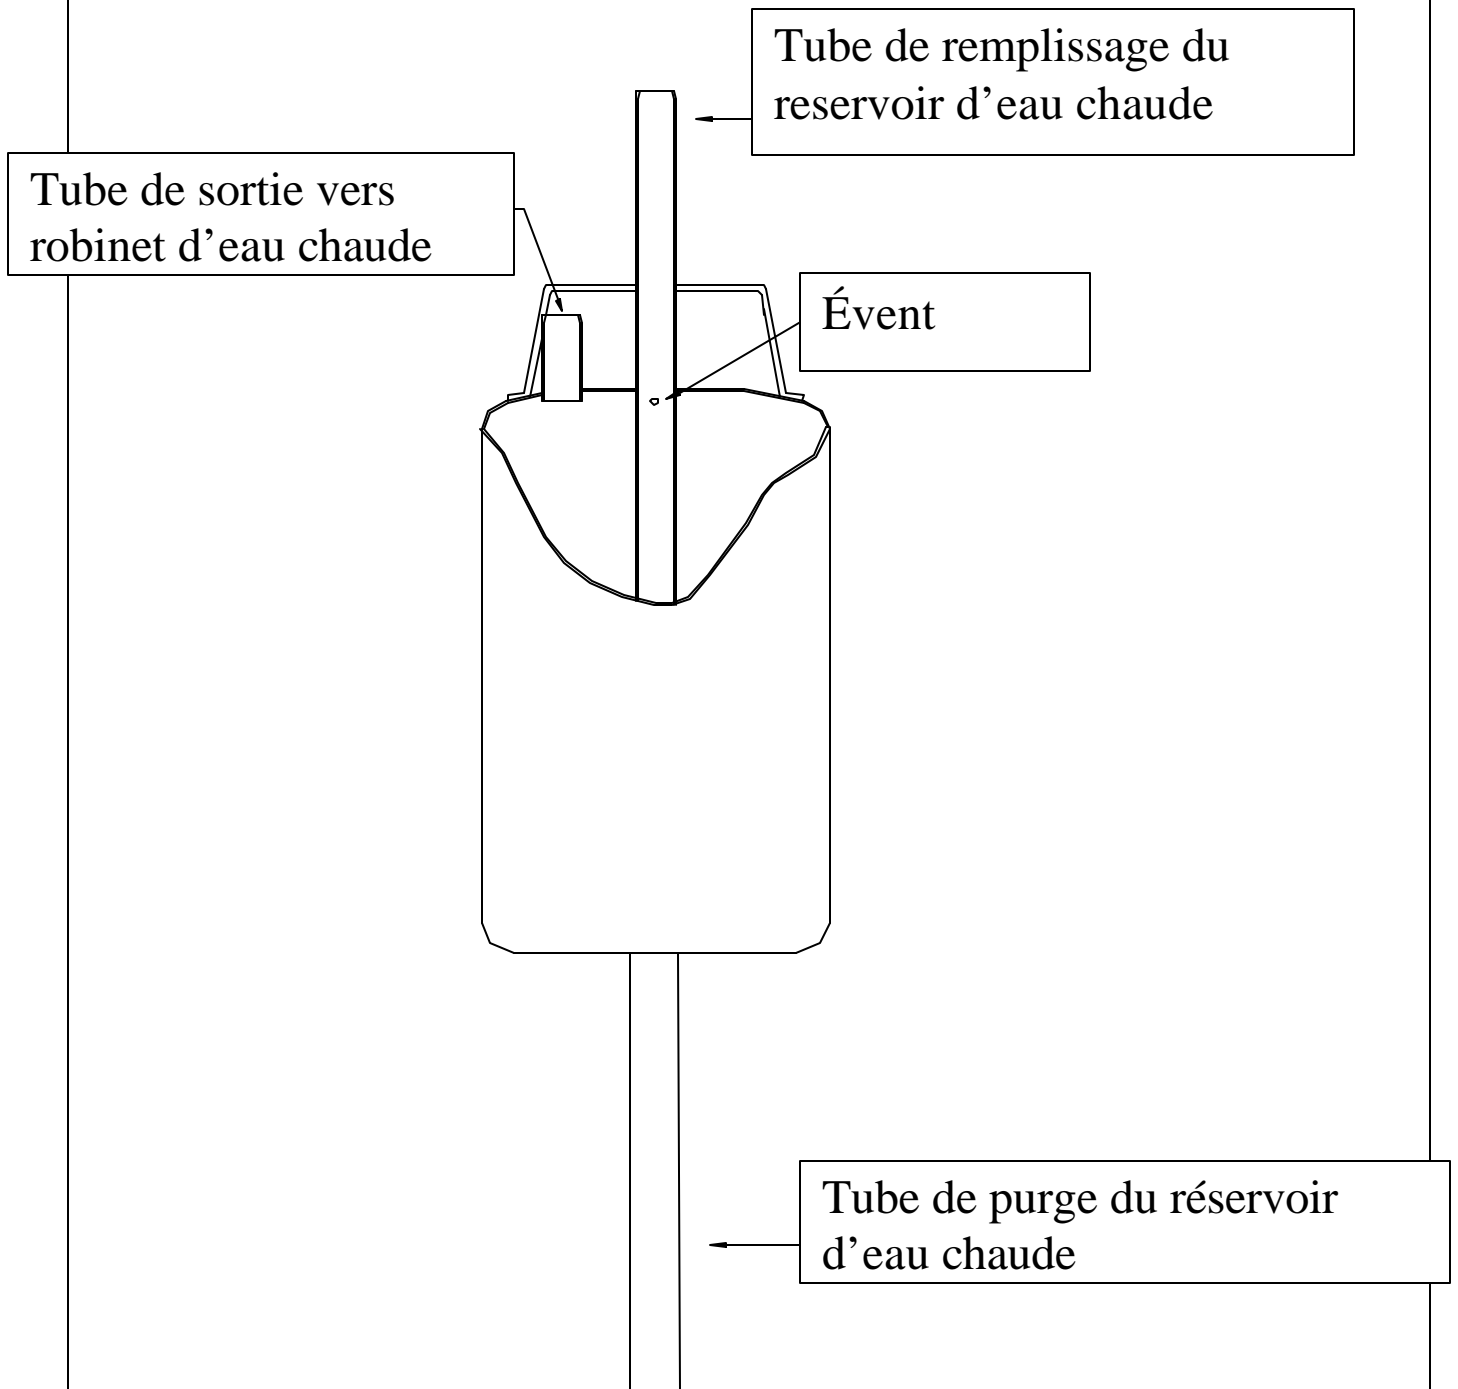 Tube de remplissage du
reservoir d’eau chaude
Tube de sortie vers
robinet d’eau chaude
Évent
Tube de purge du réservoir
d’eau chaude